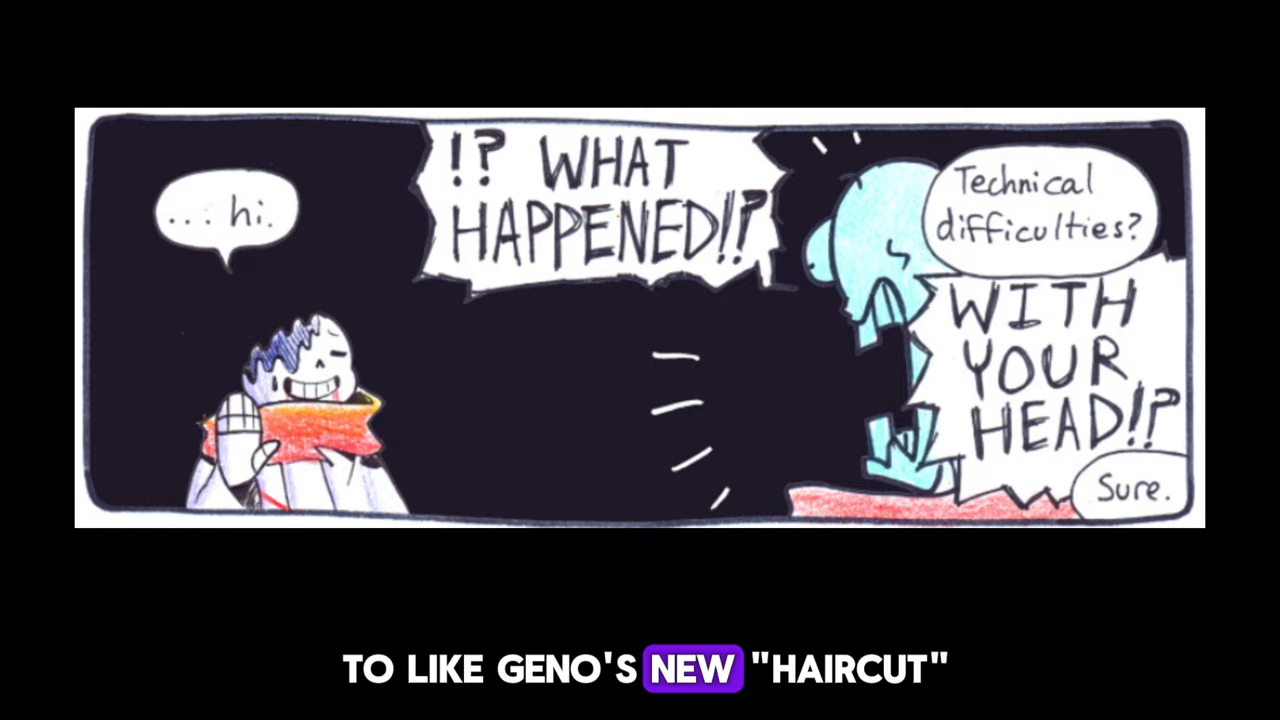 ... hi.
!? WHAT
HAPPENED!!?
Technical
difficulties?
WITH
YOUR
HEAD!!?
Sure.
TO LIKE GENO'S NEW "HAIRCUT"